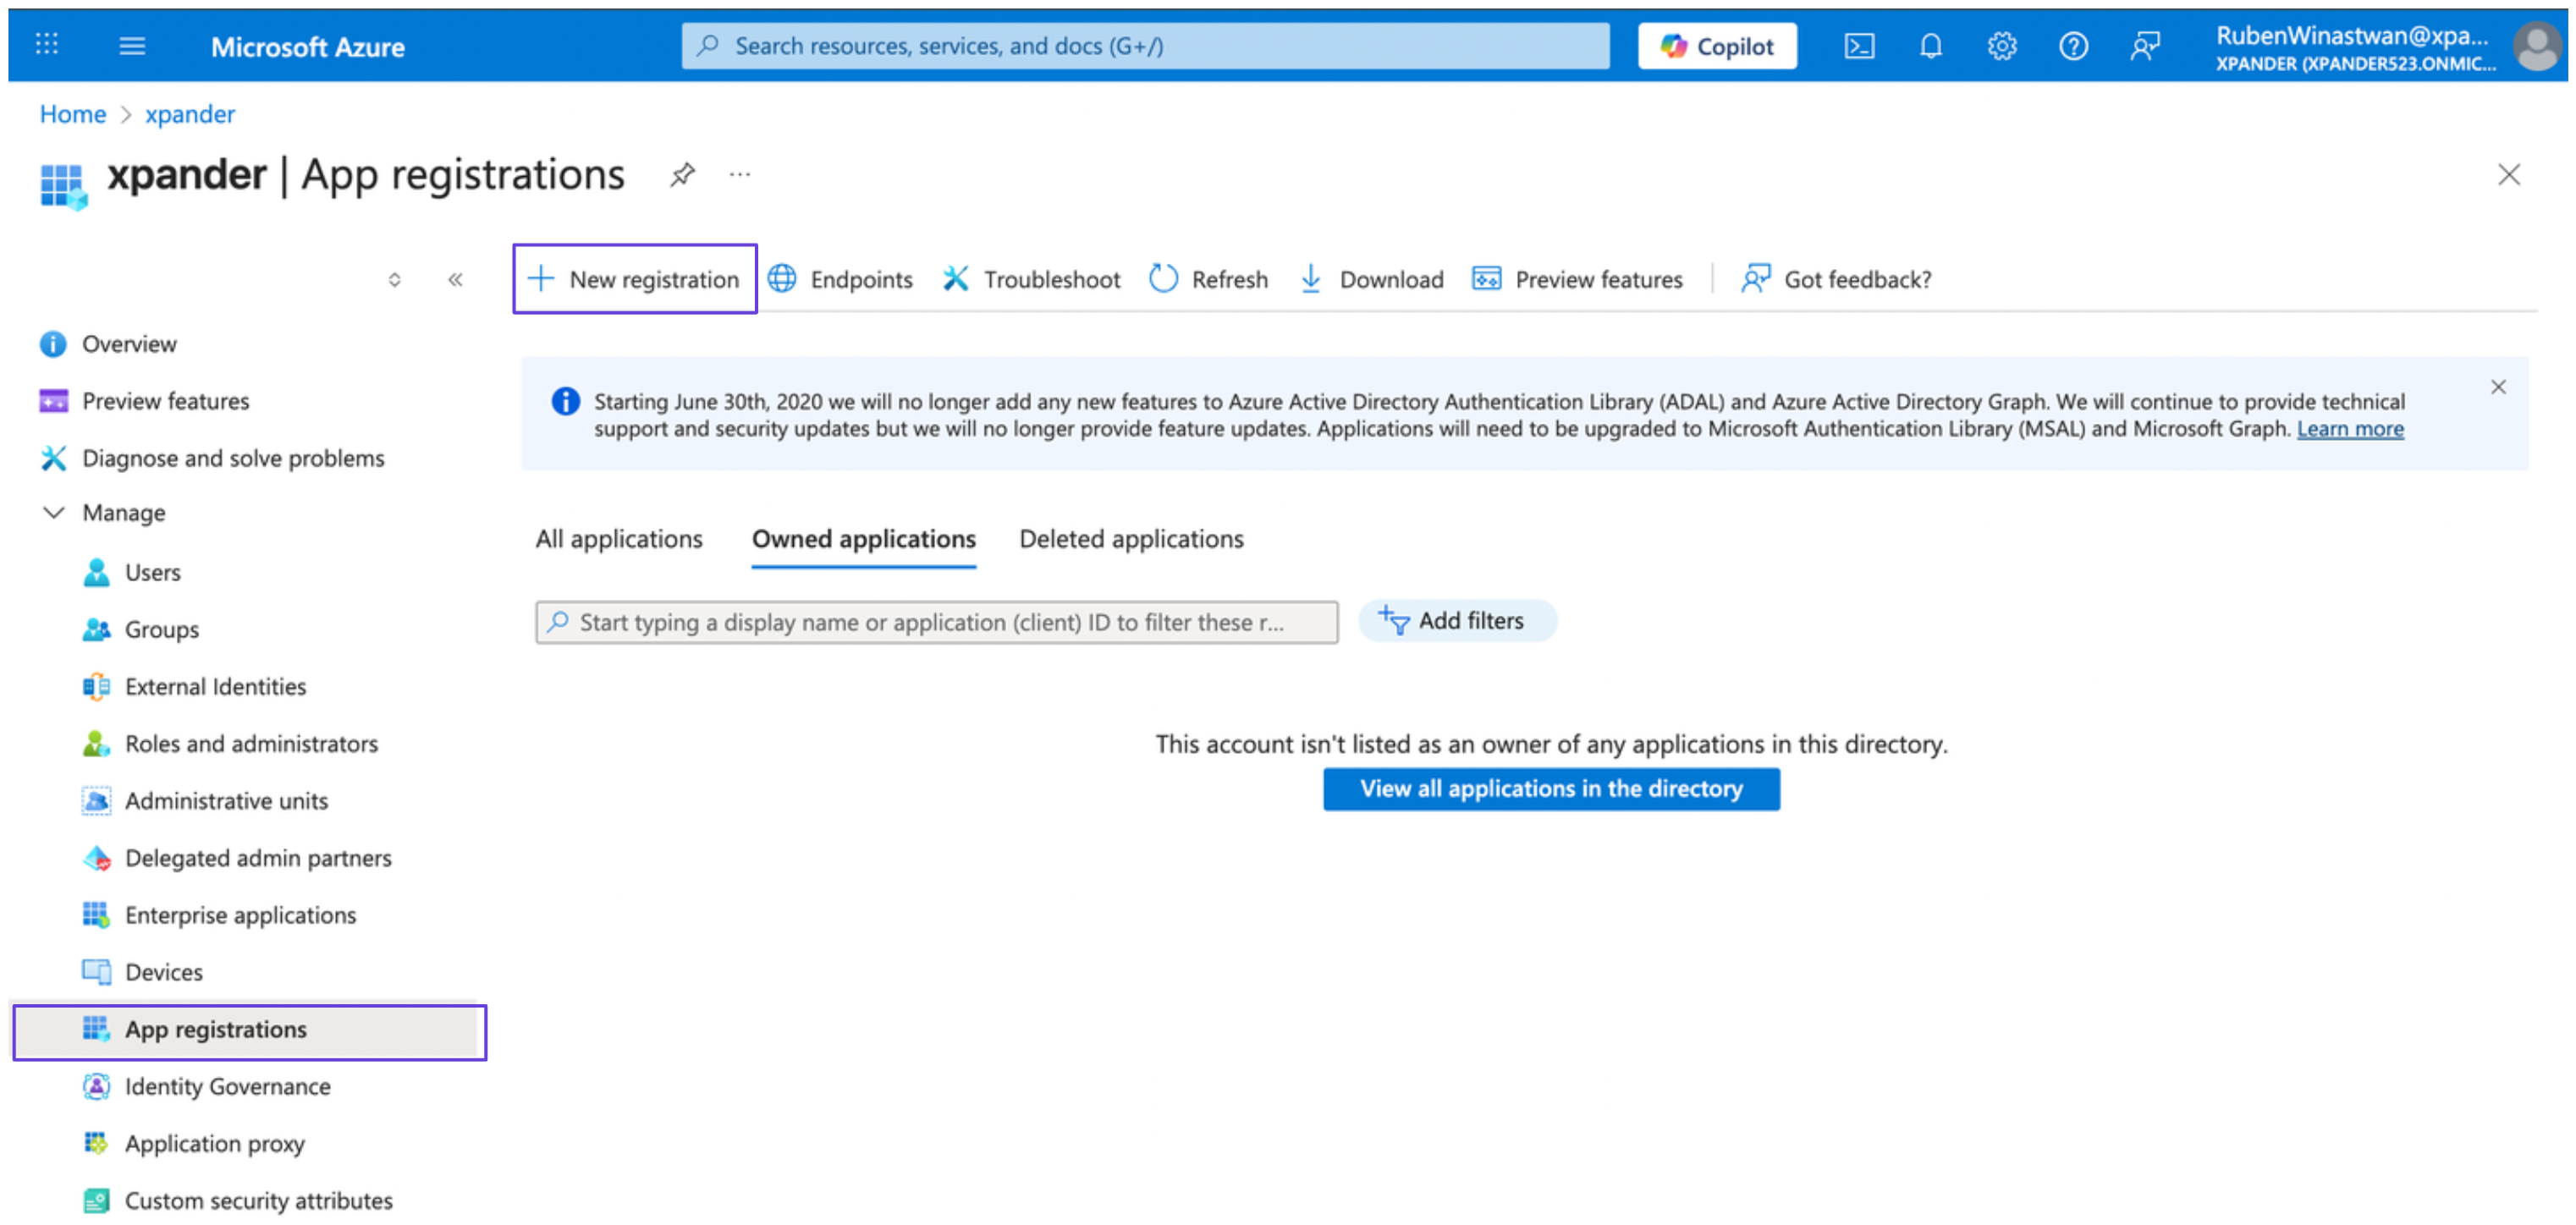 Microsoft Azure
Search resources, services, and docs (G+/)
Copilot
RubenWinastwan@xpa...
XPANDER (XPANDER523.ONMIC...
Home > xpander
xpander | App registrations
...
New registration
Endpoints
Troubleshoot
Refresh
Download
Preview features
Got feedback?
Overview
Preview features
Diagnose and solve problems
Manage
Users
Groups
External Identities
Roles and administrators
Administrative units
Delegated admin partners
Enterprise applications
Devices
App registrations
Identity Governance
Application proxy
Custom security attributes
Starting June 30th, 2020 we will no longer add any new features to Azure Active Directory Authentication Library (ADAL) and Azure Active Directory Graph. We will continue to provide technical
support and security updates but we will no longer provide feature updates. Applications will need to be upgraded to Microsoft Authentication Library (MSAL) and Microsoft Graph. Learn more
All applications
Owned applications
Deleted applications
Start typing a display name or application (client) ID to filter these r...
Add filters
This account isn't listed as an owner of any applications in this directory.
View all applications in the directory